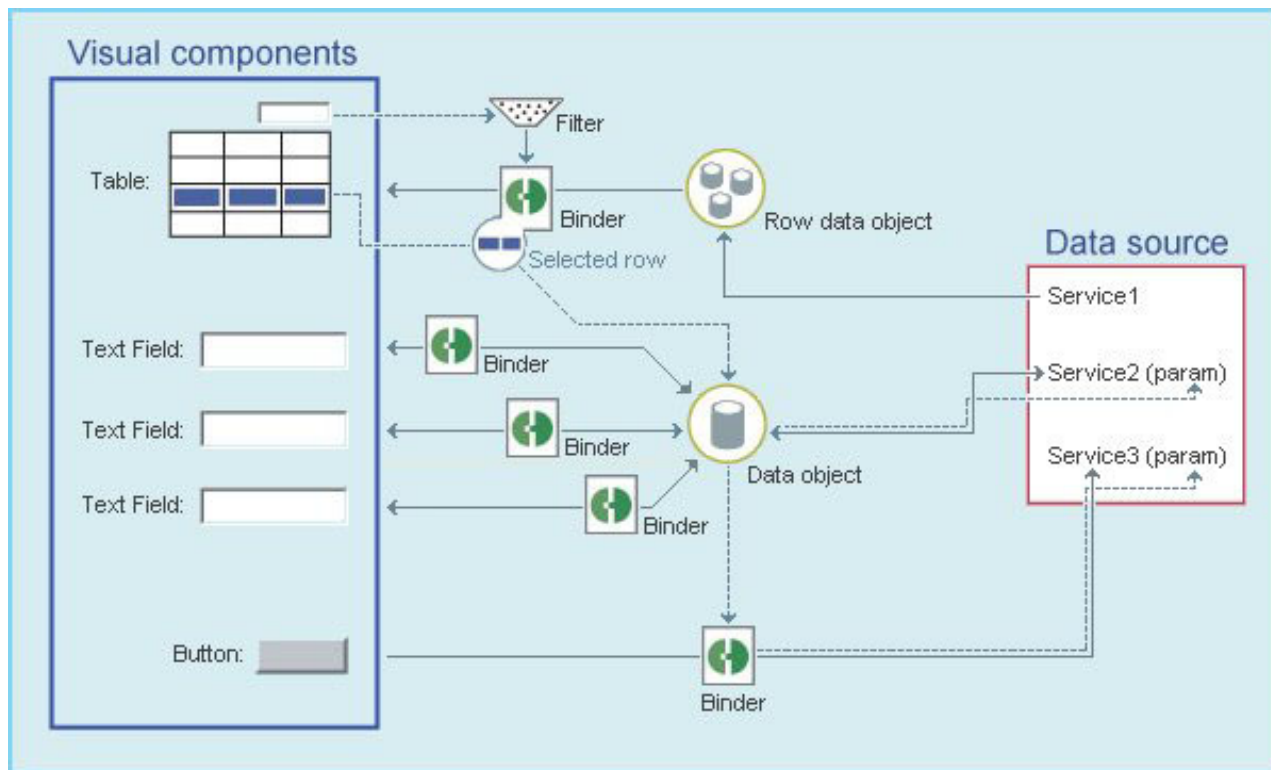 Visual components
Filter
Table:
Binder
Row data object
Selected row
Data source
Service1
Text Field:
Binder
Service2 (param)
Text Field:
Binder
Data object
Service3 (param)
Text Field:
Binder
Button:
Binder